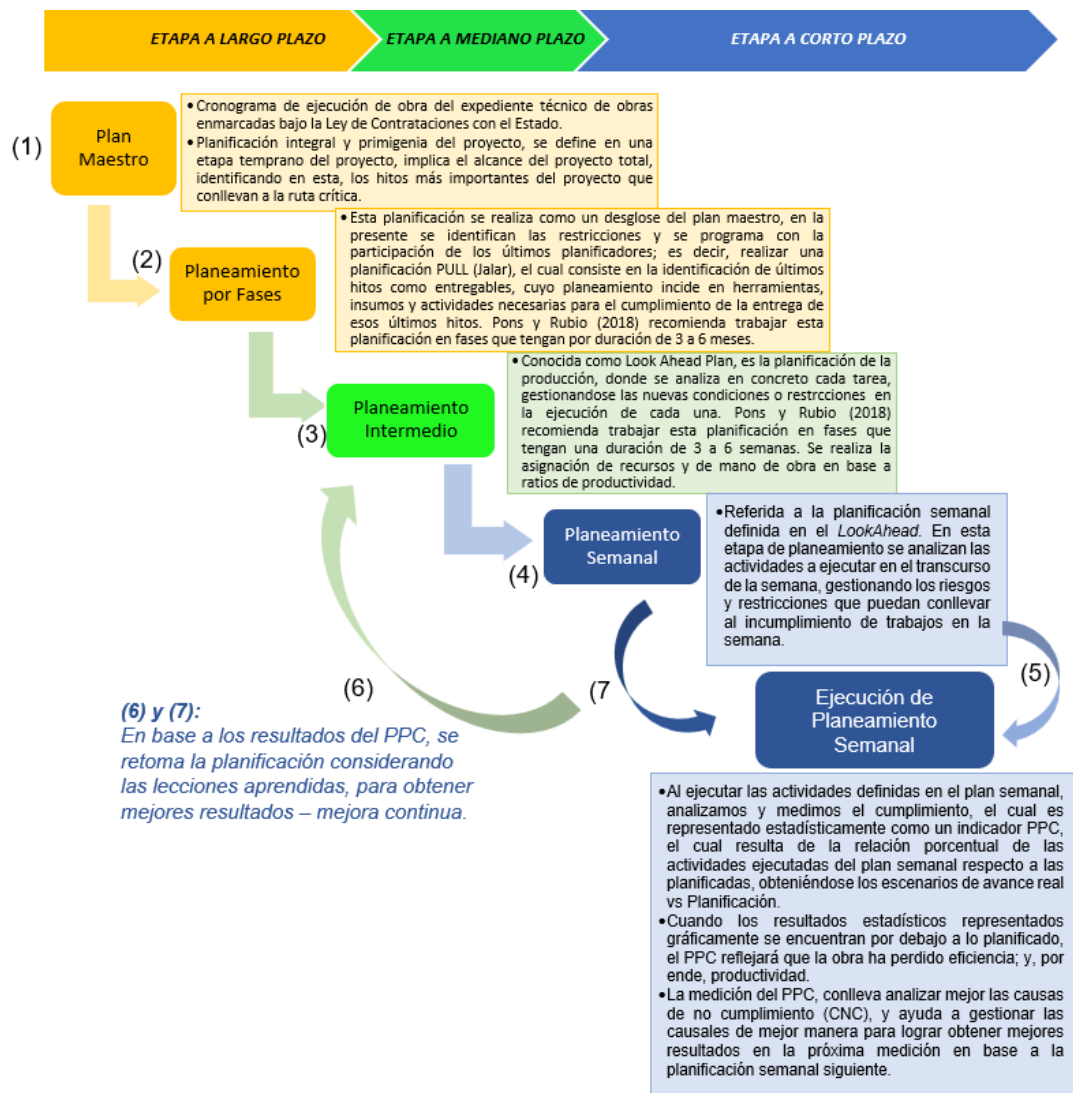 ETAPA A LARGO PLAZO
ETAPA A MEDIANO PLAZO
ETAPA A CORTO PLAZO
(1)
Plan
Maestro
• Cronograma de ejecución de obra del expediente técnico de obras
enmarcadas bajo la Ley de Contrataciones con el Estado.
• Planificación integral y primigenia del proyecto, se define en una
etapa temprano del proyecto, implica el alcance del proyecto total,
identificando en esta, los hitos más importantes del proyecto que
conllevan a la ruta crítica.
(2)
Planeamiento
por Fases
• Esta planificación se realiza como un desglose del plan maestro, en la
presente se identifican las restricciones y se programa con la
participación de los últimos planificadores; es decir, realizar una
planificación PULL (Jalar), el cual consiste en la identificación de últimos
hitos como entregables, cuyo planeamiento incide en herramientas,
insumos y actividades necesarias para el cumplimiento de la entrega de
esos últimos hitos. Pons y Rubio (2018) recomienda trabajar esta
planificación en fases que tengan por duración de 3 a 6 meses.
(3)
Planeamiento
Intermedio
• Conocida como Look Ahead Plan, es la planificación de la
producción, donde se analiza en concreto cada tarea,
gestionandose las nuevas condiciones o restrcciones en
la ejecución de cada una. Pons y Rubio (2018)
recomienda trabajar esta planificación en fases que
tengan una duración de 3 a 6 semanas. Se realiza la
asignación de recursos y de mano de obra en base a
ratios de productividad.
(4)
Planeamiento
Semanal
• Referida a la planificación semanal
definida en el LookAhead. En esta
etapa de planeamiento se analizan las
actividades a ejecutar en el transcurso
de la semana, gestionando los riesgos
y restricciones que puedan conllevar
al incumplimiento de trabajos en la
semana.
(5)
(6)
(7
Ejecución de
Planeamiento
Semanal
(6) y (7):
En base a los resultados del PPC, se
retoma la planificación considerando
las lecciones aprendidas, para obtener
mejores resultados – mejora continua.
• Al ejecutar las actividades definidas en el plan semanal,
analizamos y medimos el cumplimiento, el cual es
representado estadísticamente como un indicador PPC,
el cual resulta de la relación porcentual de las
actividades ejecutadas del plan semanal respecto a las
planificadas, obteniéndose los escenarios de avance real
vs Planificación.
• Cuando los resultados estadísticos representados
gráficamente se encuentran por debajo a lo planificado,
el PPC reflejará que la obra ha perdido eficiencia; y, por
ende, productividad.
• La medición del PPC, conlleva analizar mejor las causas
de no cumplimiento (CNC), y ayuda a gestionar las
causales de mejor manera para lograr obtener mejores
resultados en la próxima medición en base a la
planificación semanal siguiente.